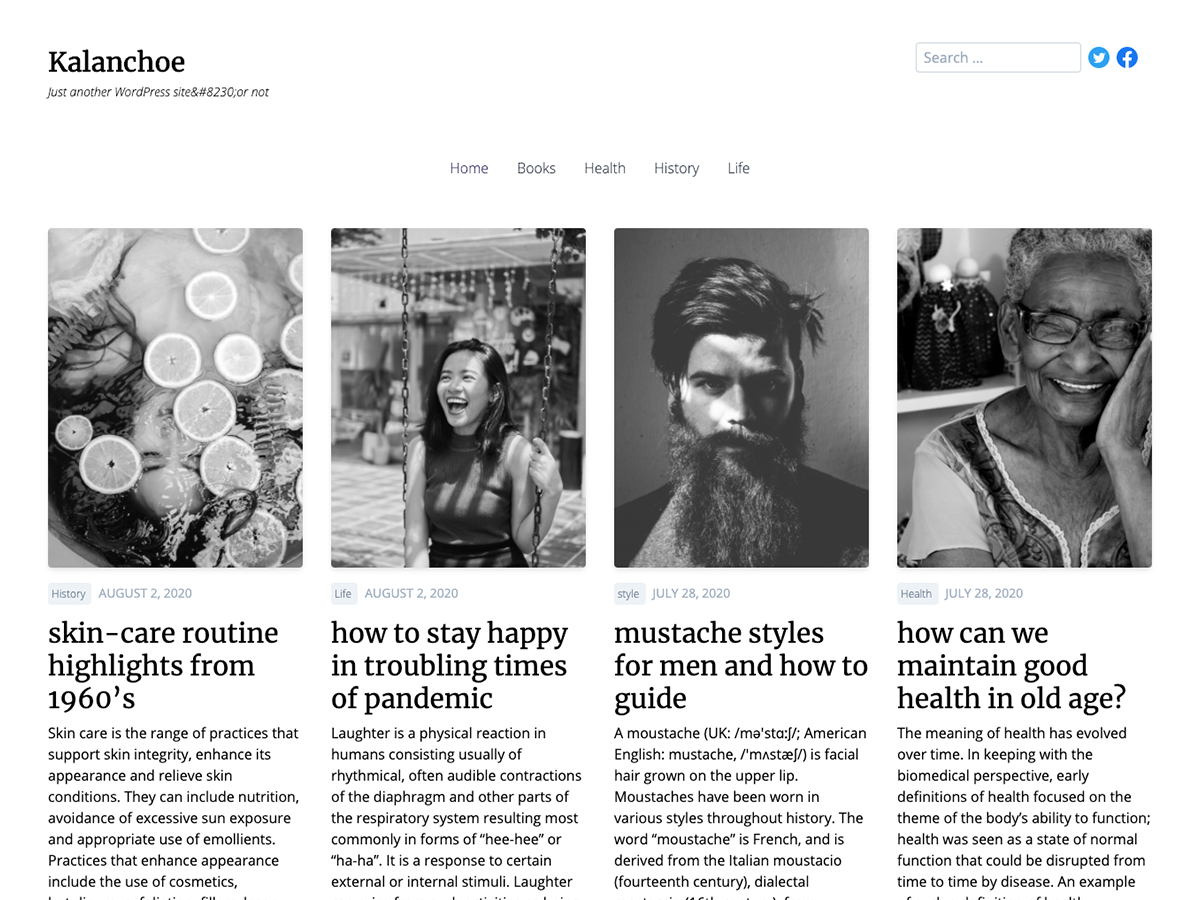 Kalanchoe
Search ...
Just another WordPress site&#8230;or not
Home Books Health History Life
History AUGUST 2, 2020
skin-care routine
highlights from
1960’s
Skin care is the range of practices that
support skin integrity, enhance its
appearance and relieve skin
conditions. They can include nutrition,
avoidance of excessive sun exposure
and appropriate use of emollients.
Practices that enhance appearance
include the use of cosmetics,
Life AUGUST 2, 2020
how to stay happy
in troubling times
of pandemic
Laughter is a physical reaction in
humans consisting usually of
rhythmical, often audible contractions
of the diaphragm and other parts of
the respiratory system resulting most
commonly in forms of “hee-hee” or
“ha-ha”. It is a response to certain
external or internal stimuli. Laughter
style JULY 28, 2020
mustache styles
for men and how to
guide
A moustache (UK: /mə'stɑːʃ/; American
English: mustache, /'mʌstæʃ/) is facial
hair grown on the upper lip.
Moustaches have been worn in
various styles throughout history. The
word “moustache” is French, and is
derived from the Italian moustacio
(fourteenth century), dialectal
Health JULY 28, 2020
how can we
maintain good
health in old age?
The meaning of health has evolved
over time. In keeping with the
biomedical perspective, early
definitions of health focused on the
theme of the body’s ability to function;
health was seen as a state of normal
function that could be disrupted from
time to time by disease. An example